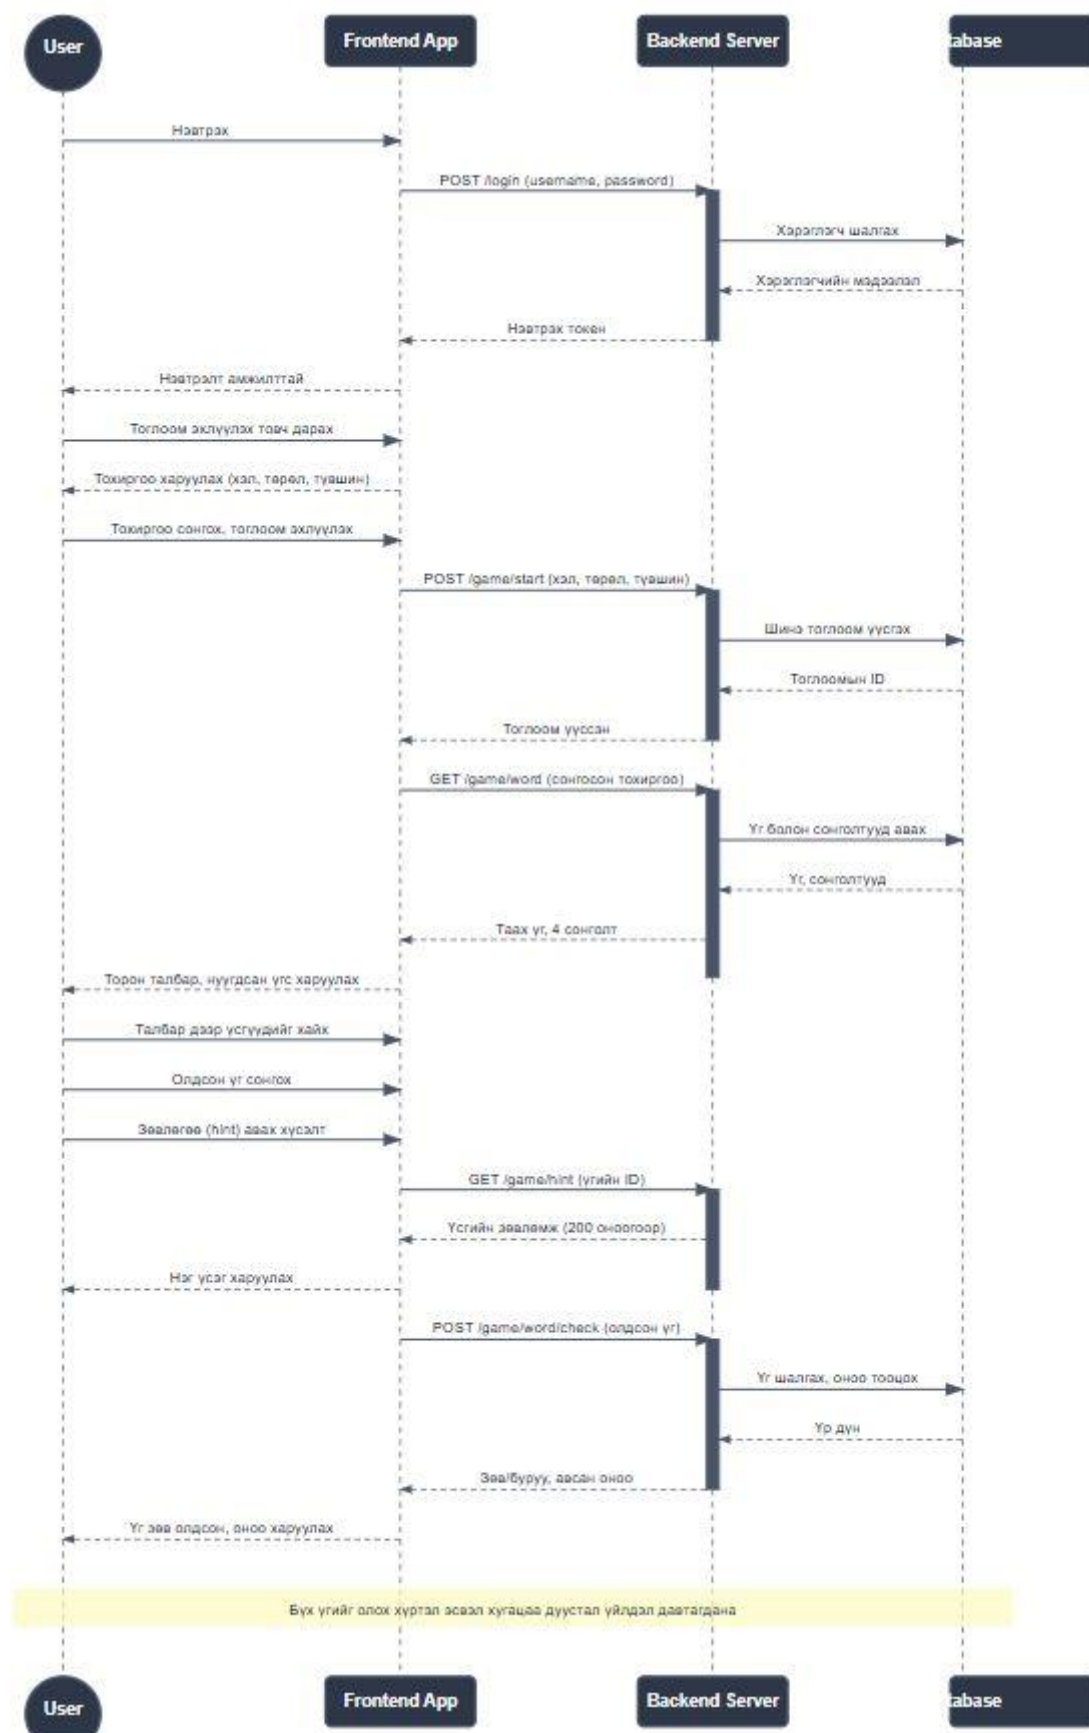 User
Frontend App
Backend Server
tabase
Нэвтрэх
POST /login (username, password)
Хэрэглэгч шалгах
Хэрэглэгчийн мэдээлэл
Нэвтрэх токен
Нэвтрэлт амжилттай
Тоглоом эхлүүлэх товч дарах
Тохиргоо харуулах (хэл, төрөл, түвшин)
Тохиргоо сонгох, тоглоом эхлүүлэх
POST /game/start (хэл, төрөл, түвшин)
Шинэ тоглоом үүсгэх
Тоглоомын ID
Тоглоом үүссэн
GET /game/word (сонгосон тохиргоо)
Үг болон сонголтууд авах
Үг, сонголтууд
Таах үг, 4 сонголт
Торон талбар, нуугдсан үгс харуулах
Талбар дээр үсгүүдийг хайх
Олдсон үг сонгох
Зөвлөгөө (hint) авах хүсэлт
GET /game/hint (үгийн ID)
Үсгийн зөвлөмж (200 оноогоор)
Нэг үсэг харуулах
POST /game/word/check (олдсон үг)
Үг шалгах, оноо тооцох
Үр дүн
Зөв/буруу, авсан оноо
Үг зөв олдсон, оноо харуулах
Бүх үгийг олох хүртэл эсвэл хугацаа дуустал үйлдэл давтагдана
User
Frontend App
Backend Server
tabase